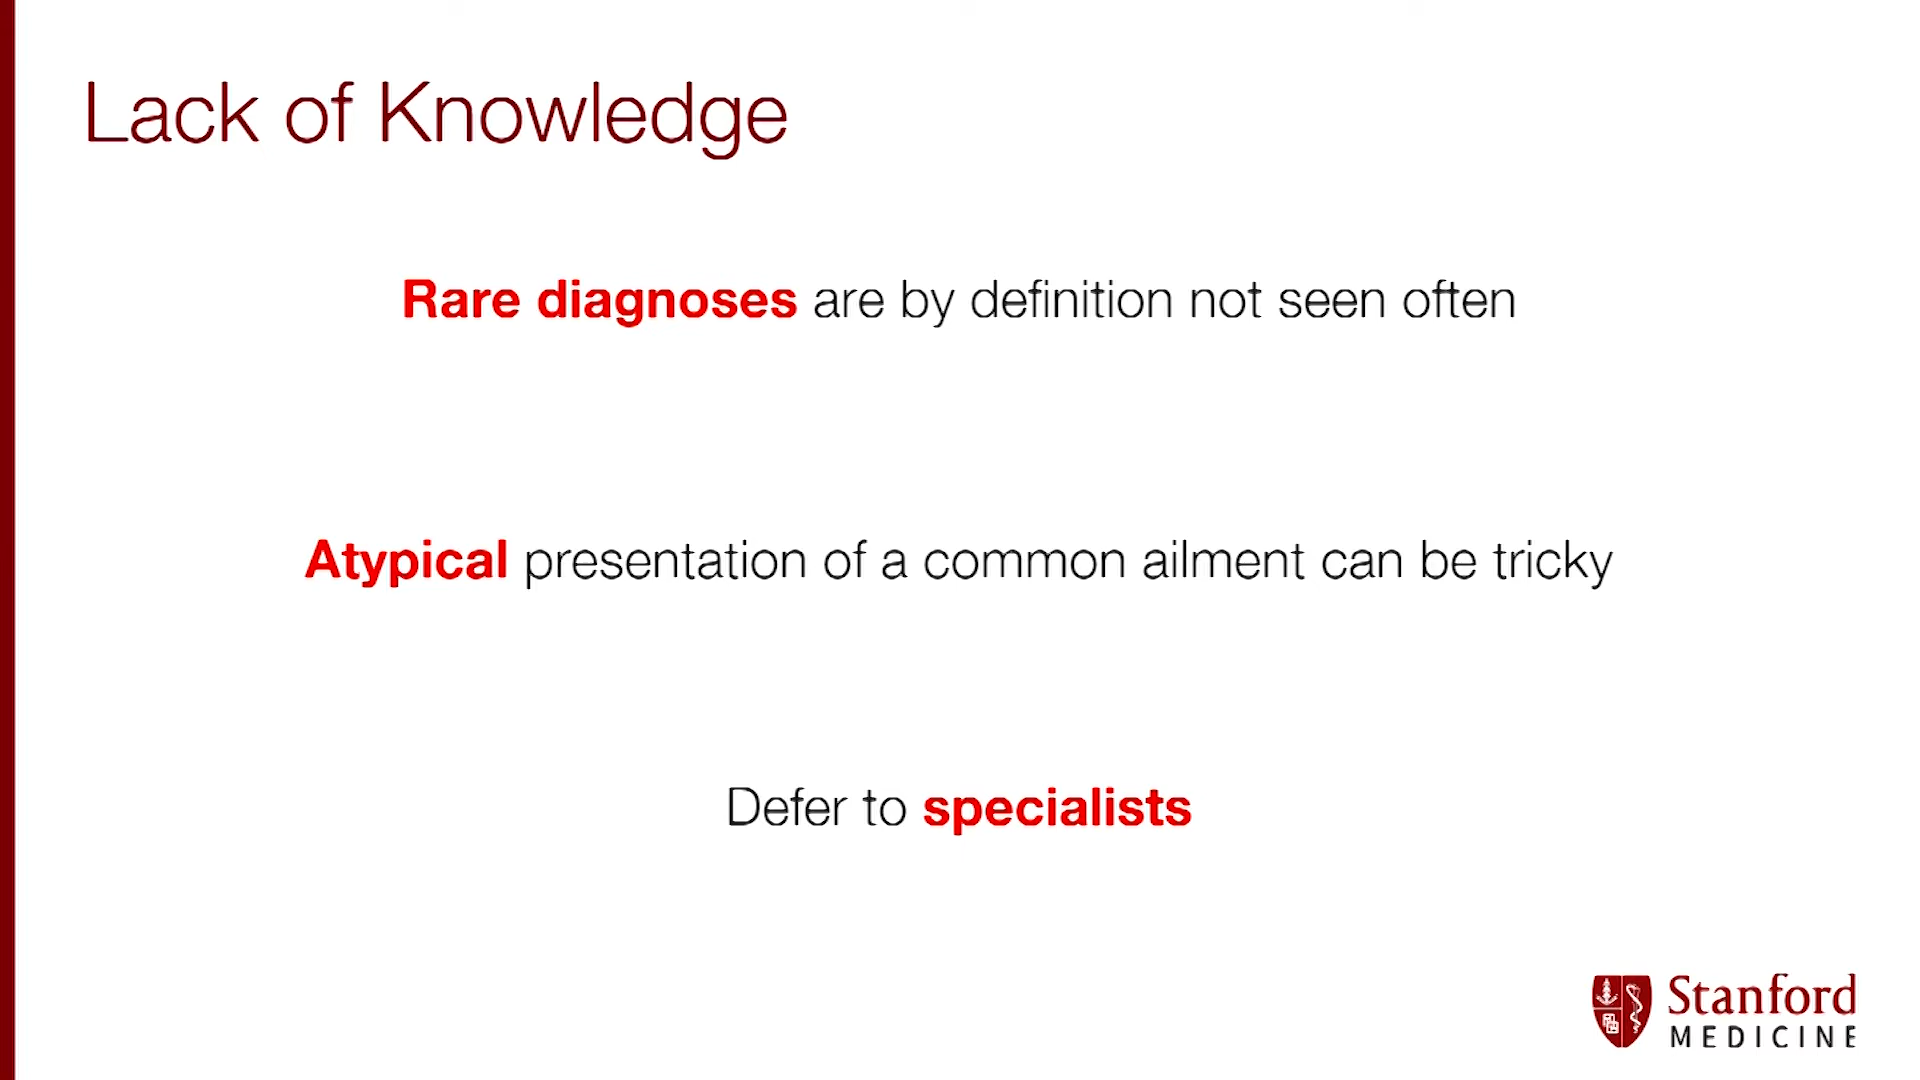 Lack of Knowledge
Rare diagnoses are by definition not seen often
Atypical presentation of a common ailment can be tricky
Defer to specialists
Stanford
MEDICINE